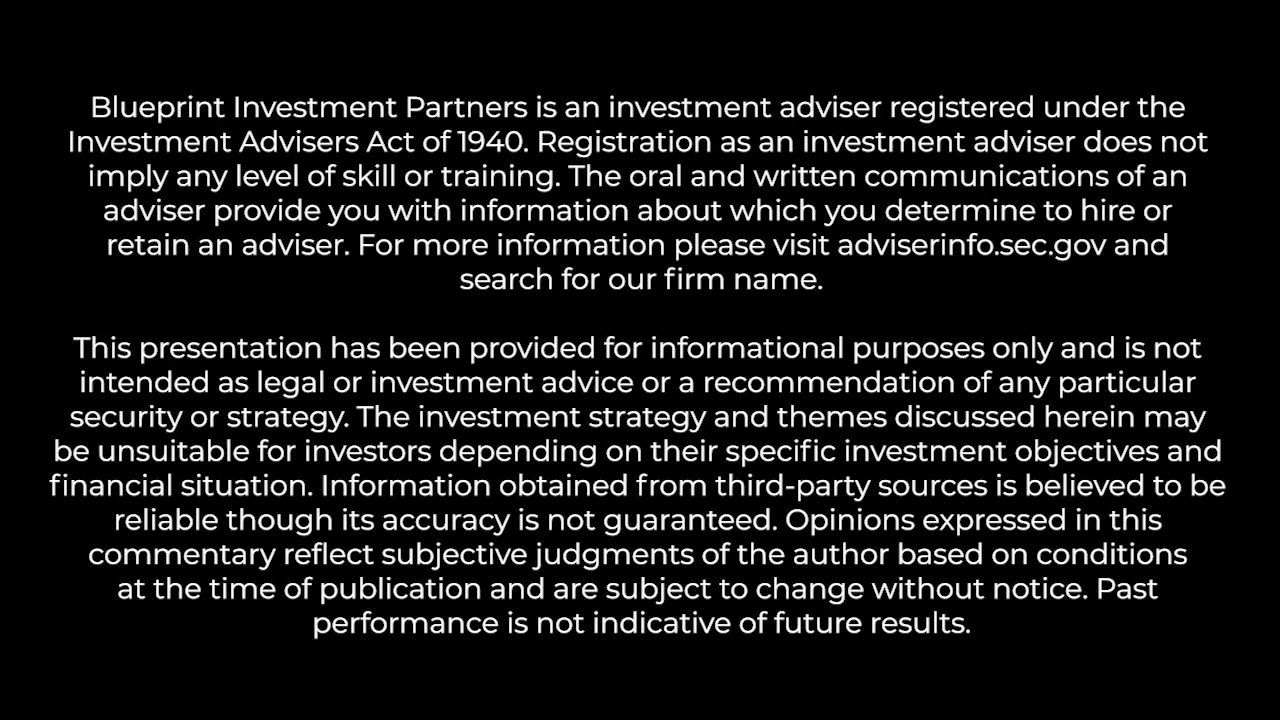 Blueprint Investment Partners is an investment adviser registered under the
Investment Advisers Act of 1940. Registration as an investment adviser does not
imply any level of skill or training. The oral and written communications of an
adviser provide you with information about which you determine to hire or
retain an adviser. For more information please visit adviserinfo.sec.gov and
search for our firm name.
This presentation has been provided for informational purposes only and is not
intended as legal or investment advice or a recommendation of any particular
security or strategy. The investment strategy and themes discussed herein may
be unsuitable for investors depending on their specific investment objectives and
financial situation. Information obtained from third-party sources is believed to be
reliable though its accuracy is not guaranteed. Opinions expressed in this
commentary reflect subjective judgments of the author based on conditions
at the time of publication and are subject to change without notice. Past
performance is not indicative of future results.